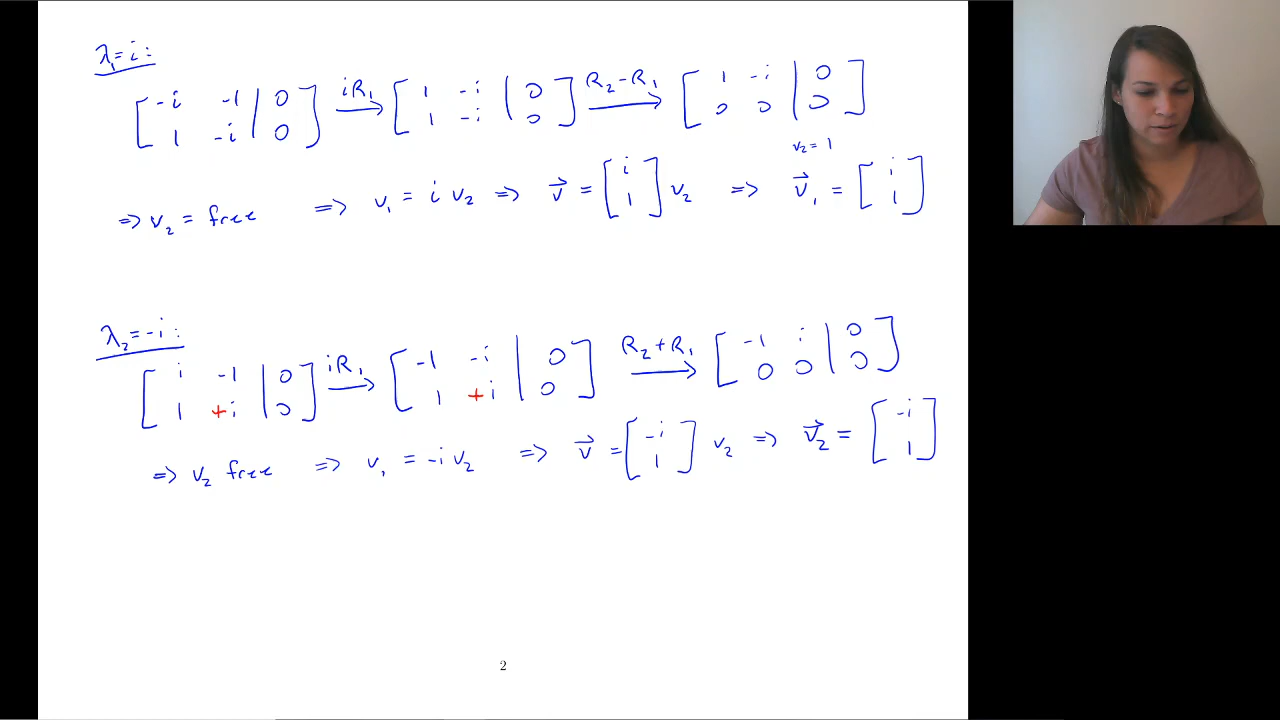 λ₁ = i :
[ -i -1 | 0 ; 1 -i | 0 ] iR₁ → [ 1 -i | 0 ; 1 -i | 0 ] R₂-R₁ → [ 1 -i | 0 ; 0 0 | 0 ]
v₂ = 1
⇒ v₂ = free ⇒ v₁ = i v₂ ⇒ v⃗ = [ i ; 1 ] v₂ ⇒ v⃗₁ = [ i ; 1 ]
λ₂ = -i :
[ i -1 | 0 ; 1 +i | 0 ] iR₁ → [ -1 -i | 0 ; 1 +i | 0 ] R₂+R₁ → [ -1 i | 0 ; 0 0 | 0 ]
⇒ v₂ free ⇒ v₁ = -i v₂ ⇒ v⃗ = [ -i ; 1 ] v₂ ⇒ v⃗₂ = [ -i ; 1 ]
2